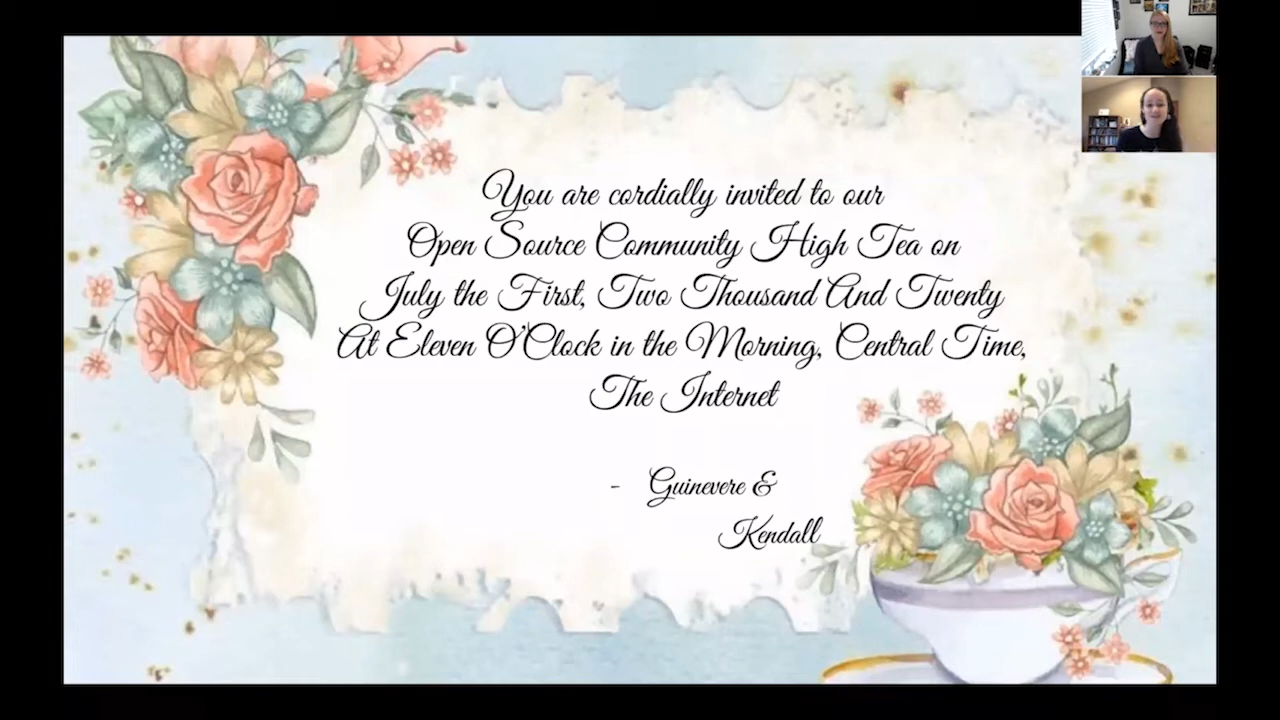 You are cordially invited to our
Open Source Community High Tea on
July the First, Two Thousand And Twenty
At Eleven O'Clock in the Morning, Central Time,
The Internet
- Guinevere &
Kendall